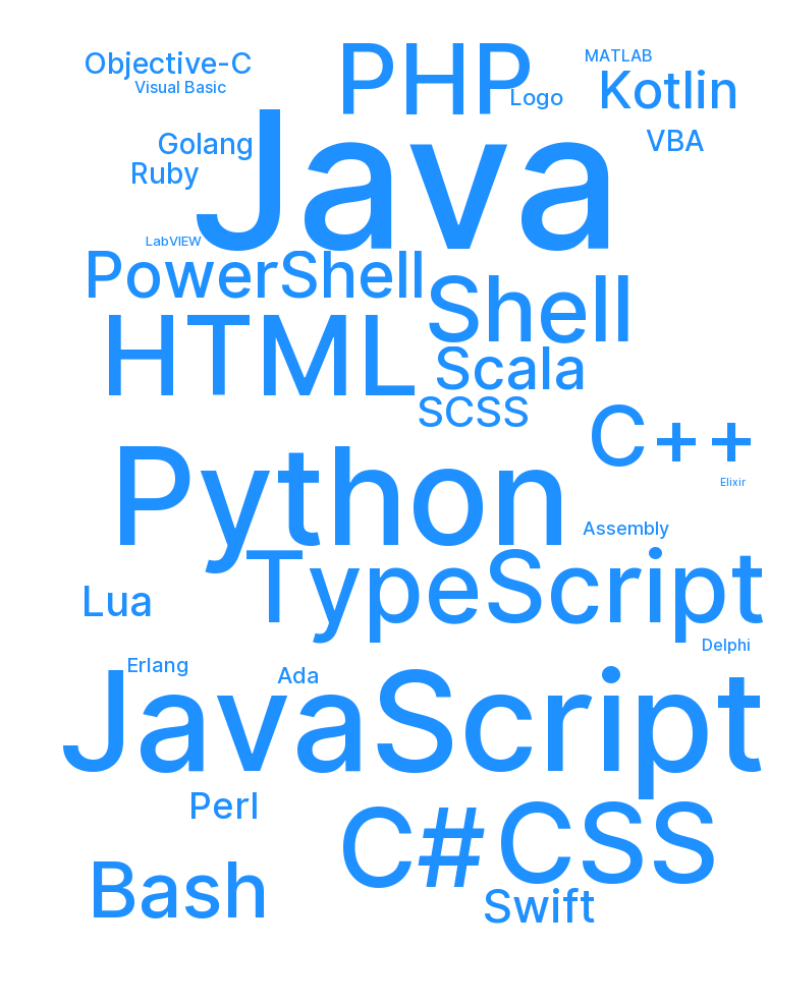 PHP
MATLAB
Objective-C
Kotlin
Visual Basic
Logo
Java
VBA
Golang
Ruby
LabVIEW
PowerShell
Shell
HTML
Scala
SCSS
C++
Python
Elixir
Assembly
TypeScript
Lua
Delphi
Erlang
Ada
JavaScript
Perl
C#
CSS
Bash
Swift